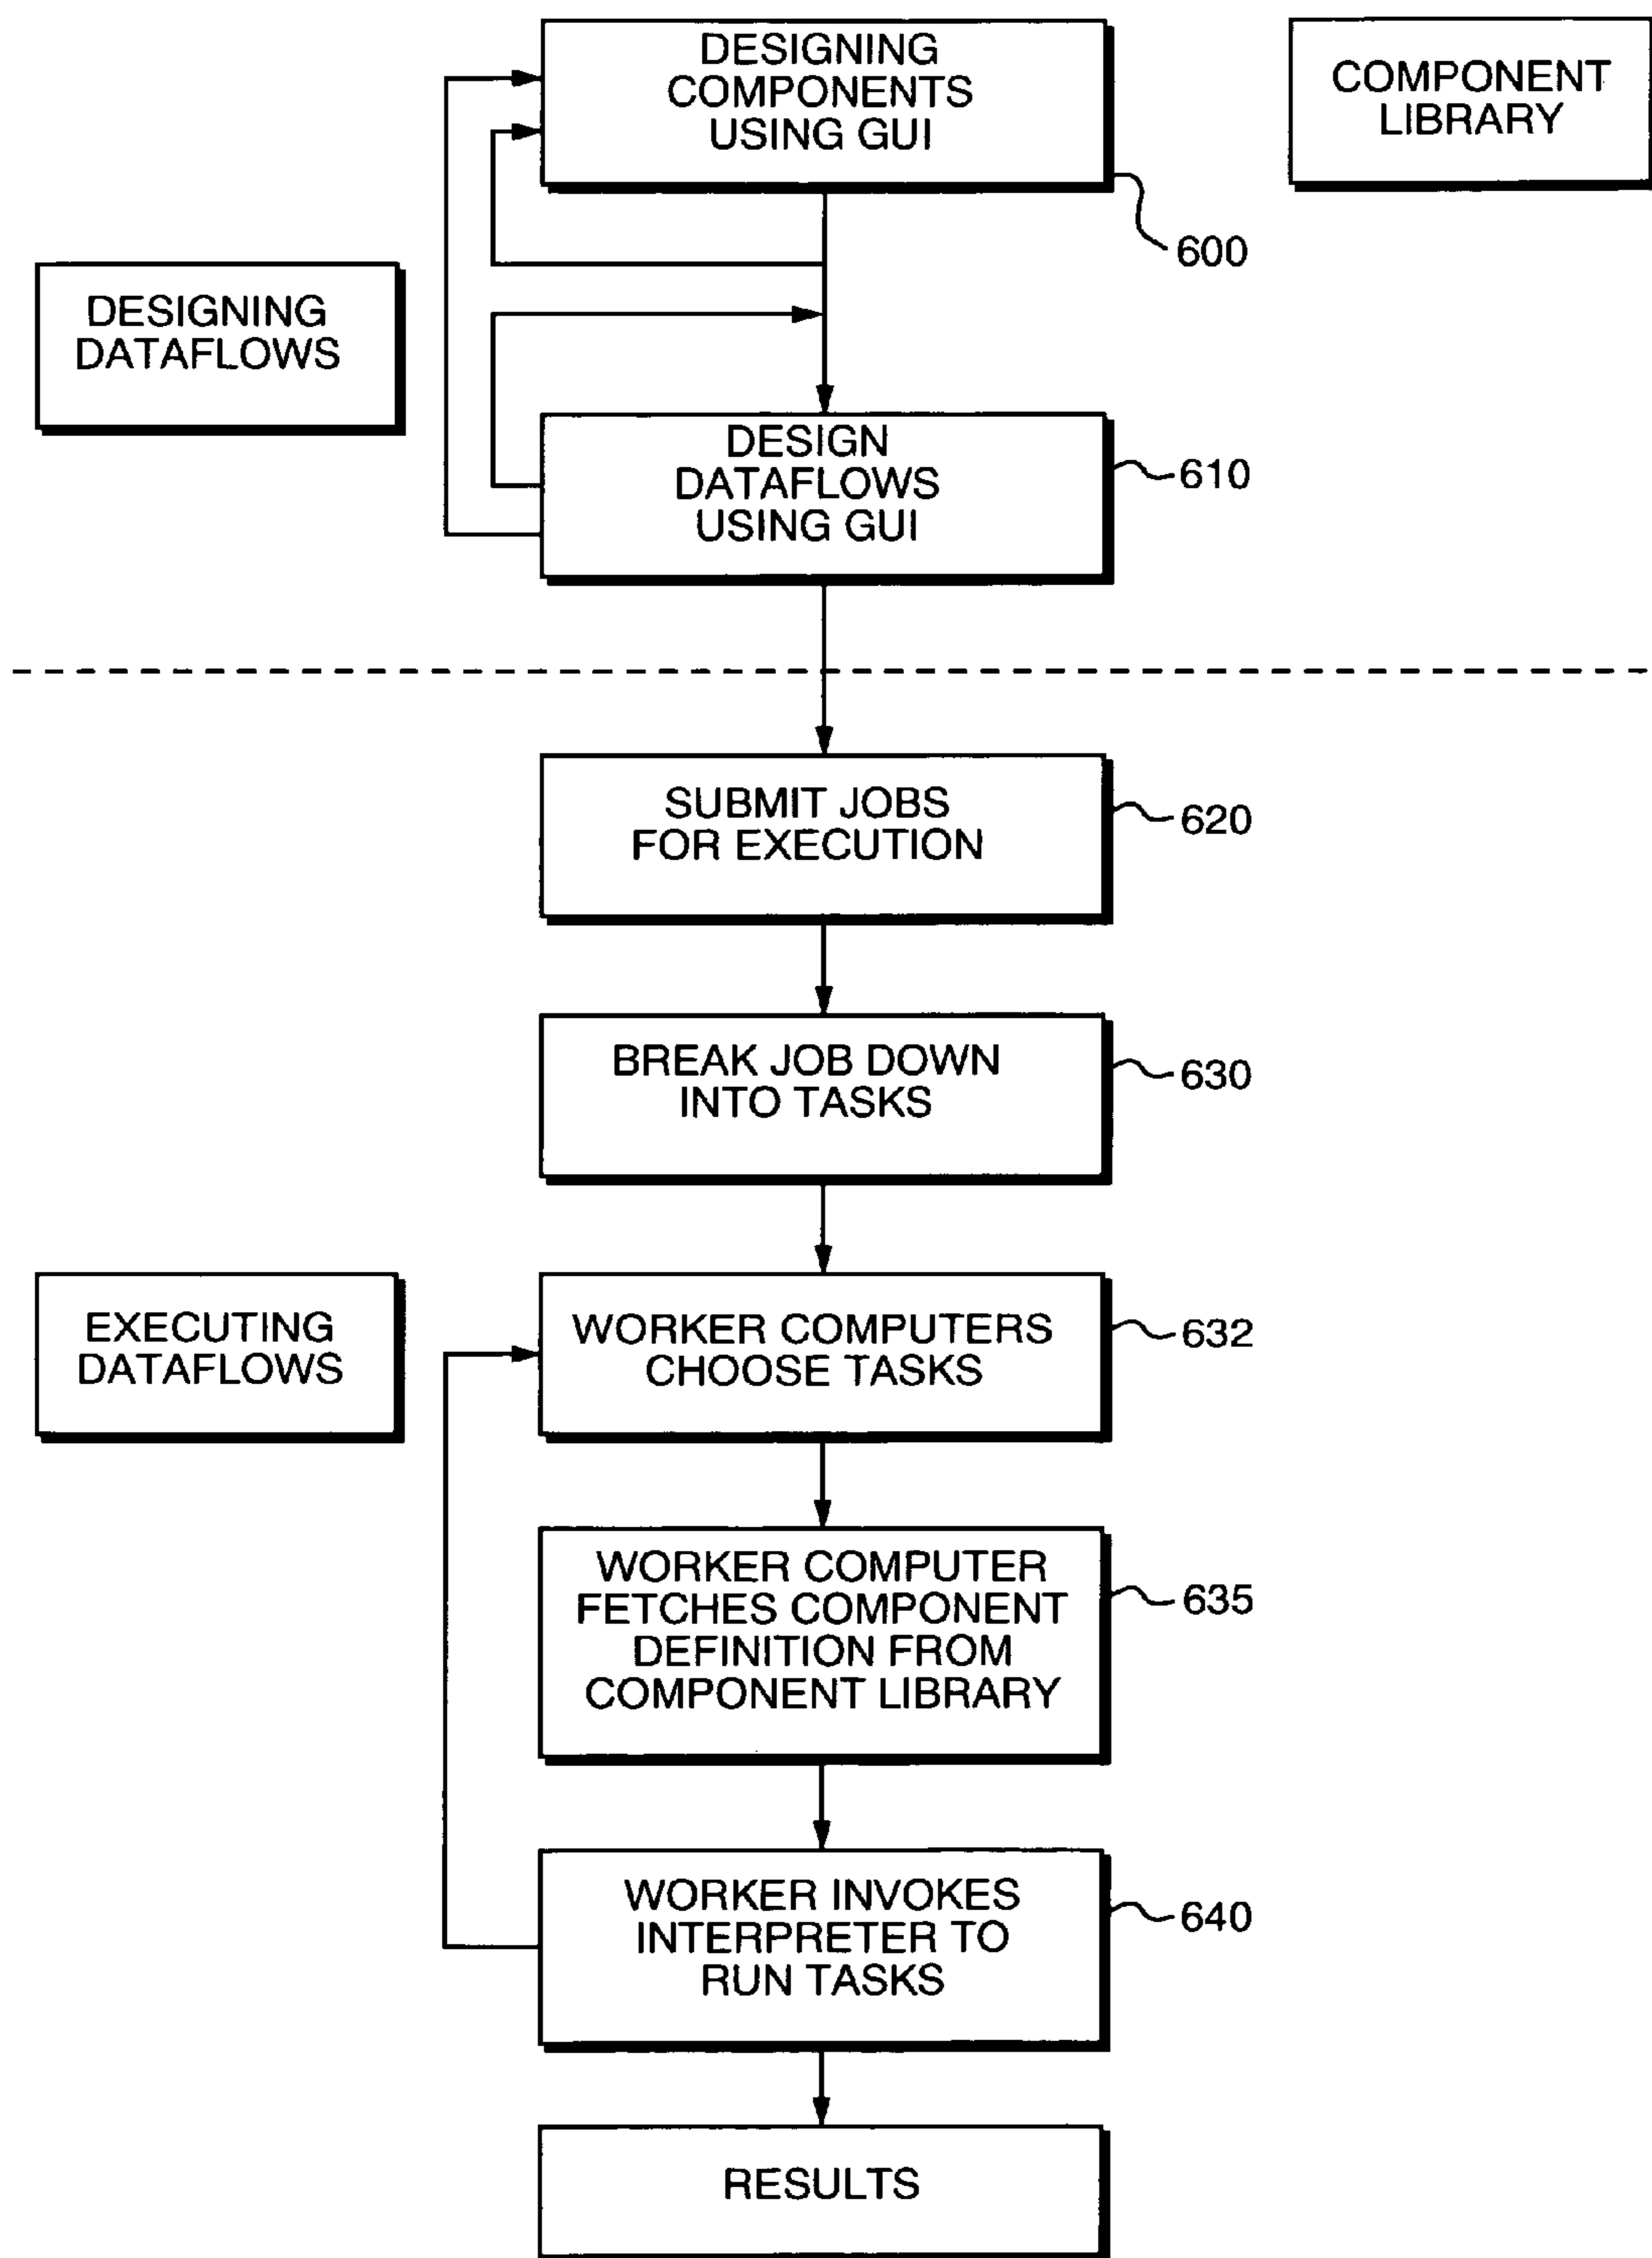 DESIGNING
COMPONENTS
USING GUI
COMPONENT
LIBRARY
600
DESIGNING
DATAFLOWS
DESIGN
DATAFLOWS
USING GUI
610
SUBMIT JOBS
FOR EXECUTION
620
BREAK JOB DOWN
INTO TASKS
630
EXECUTING
DATAFLOWS
WORKER COMPUTERS
CHOOSE TASKS
632
WORKER COMPUTER
FETCHES COMPONENT
DEFINITION FROM
COMPONENT LIBRARY
635
WORKER INVOKES
INTERPRETER TO
RUN TASKS
640
RESULTS